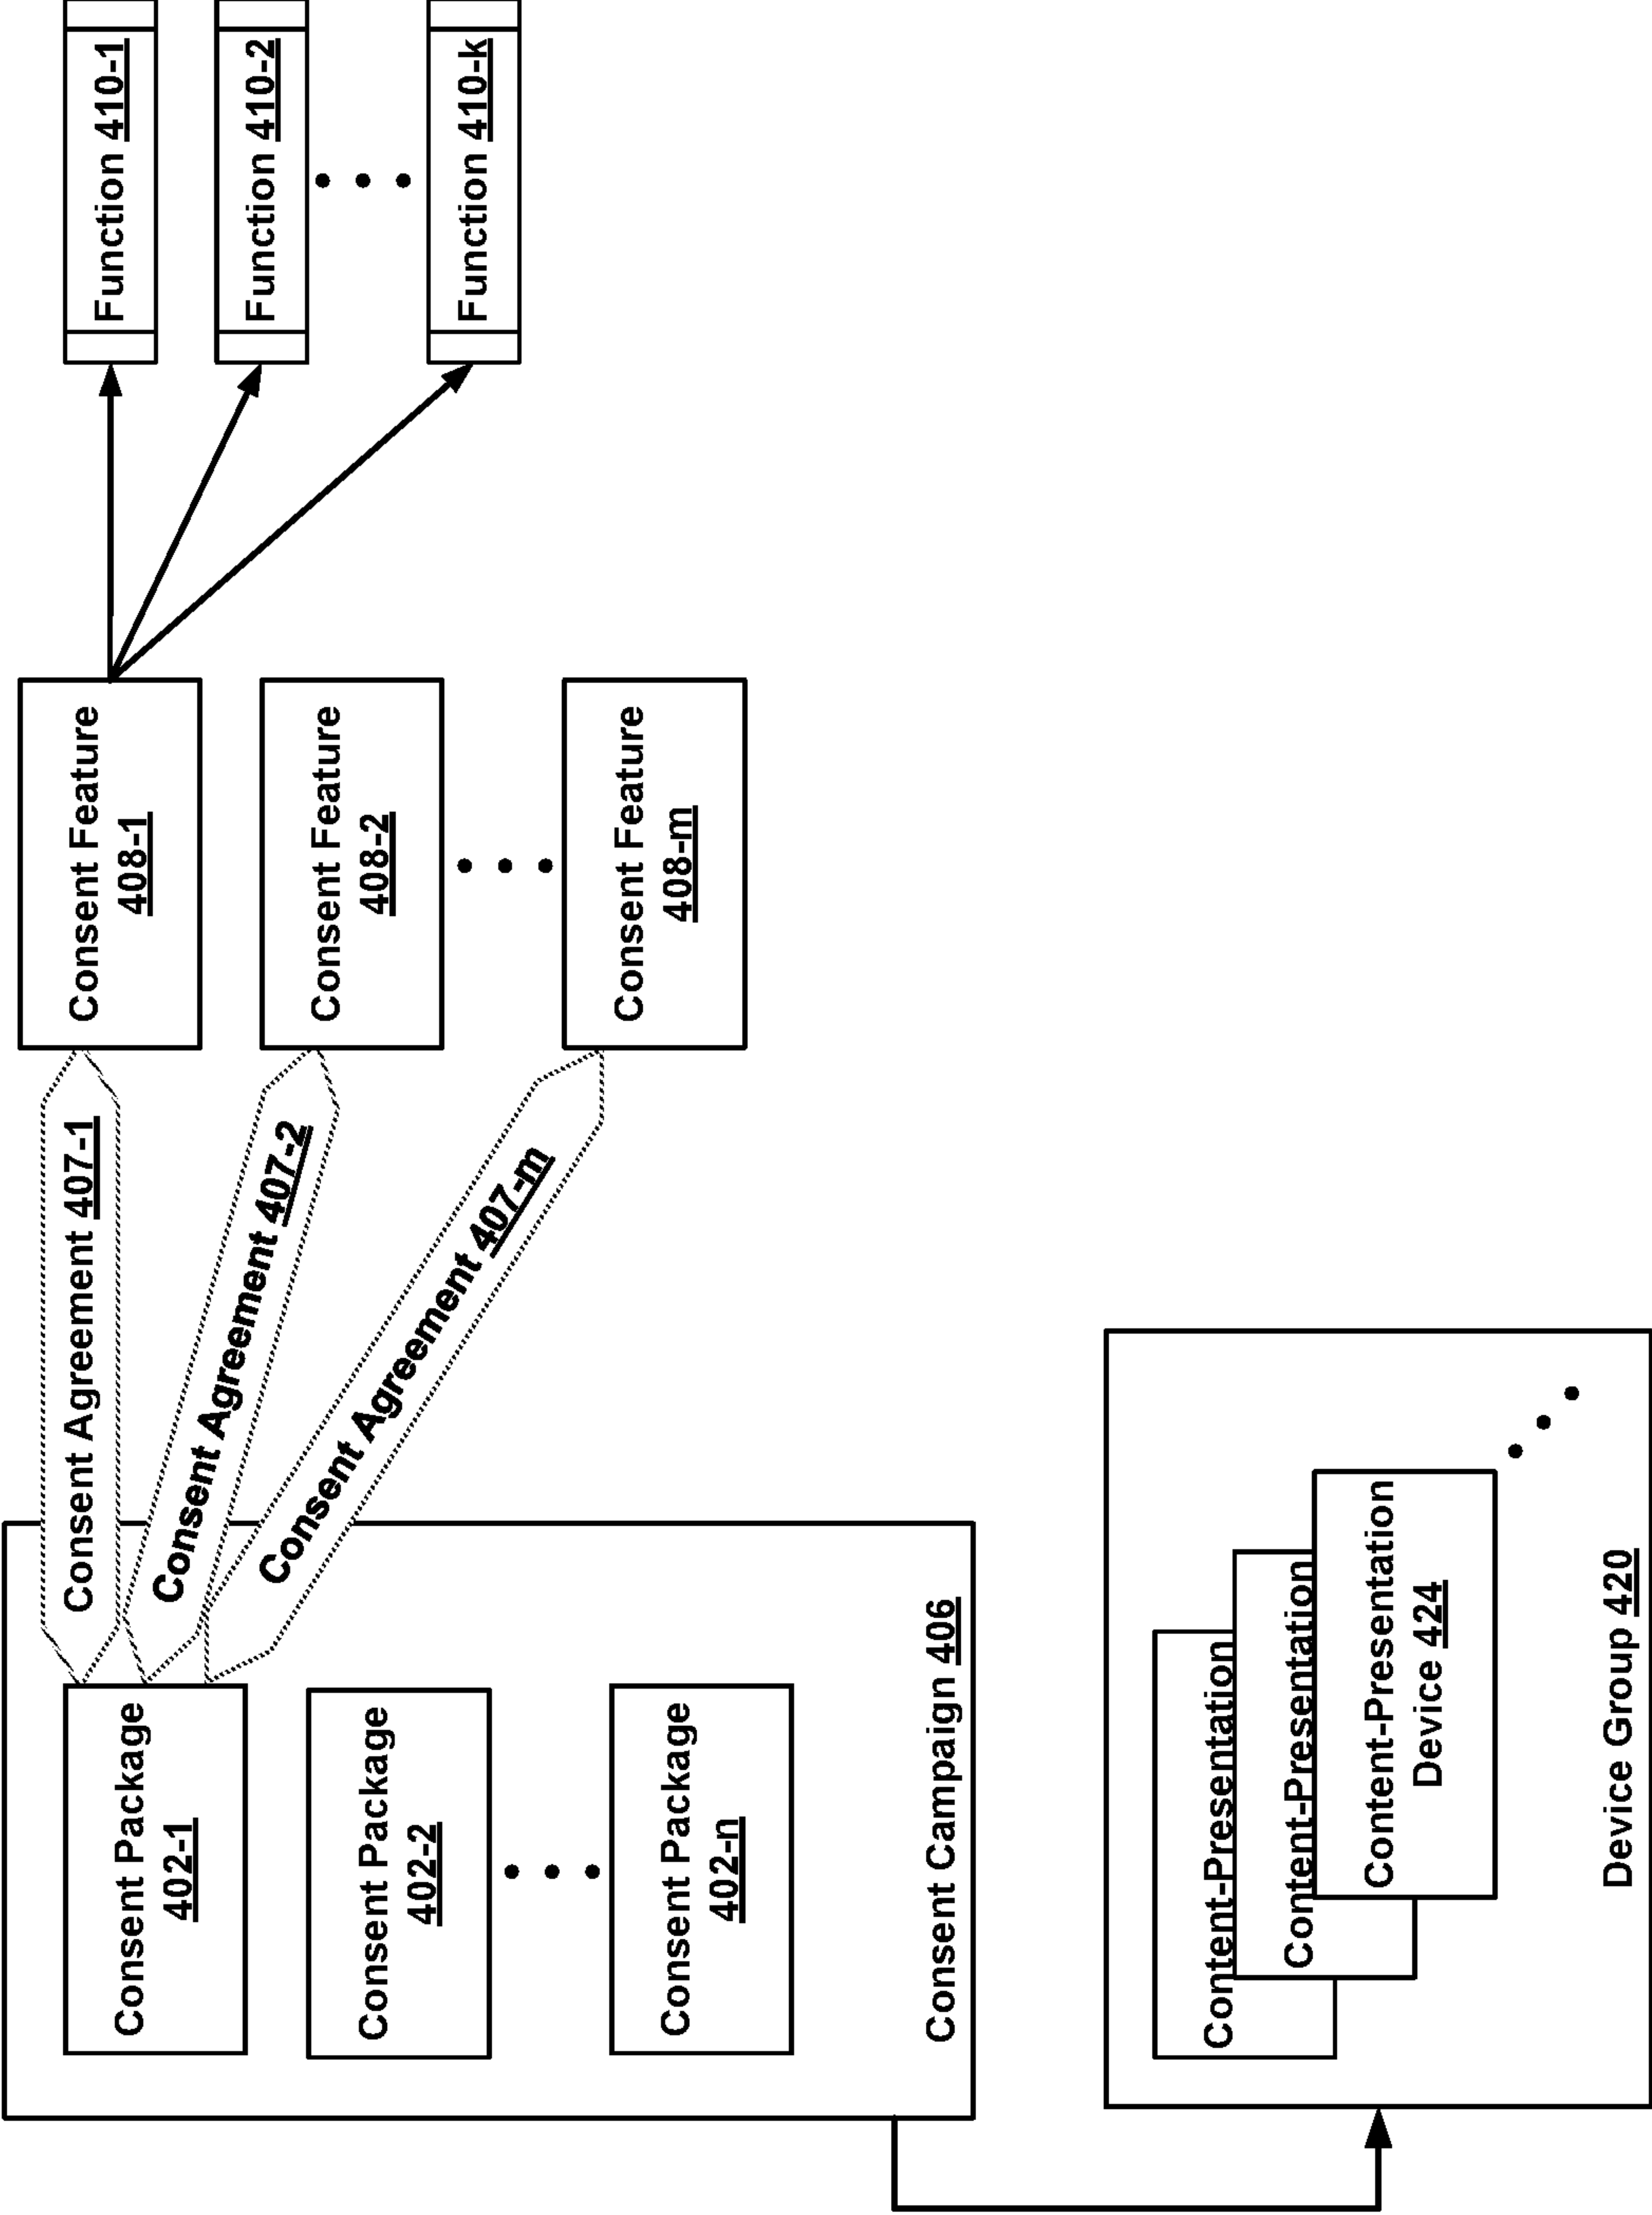 Consent Package
402-1
Consent Package
402-2
Consent Package
402-n
Consent Campaign 406
Consent Agreement 407-1
Consent Agreement 407-2
Consent Agreement 407-m
Consent Feature
408-1
Consent Feature
408-2
Consent Feature
408-m
Function 410-1
Function 410-2
Function 410-k
Content-Presentation
Content-Presentation
Content-Presentation
Device 424
Device Group 420